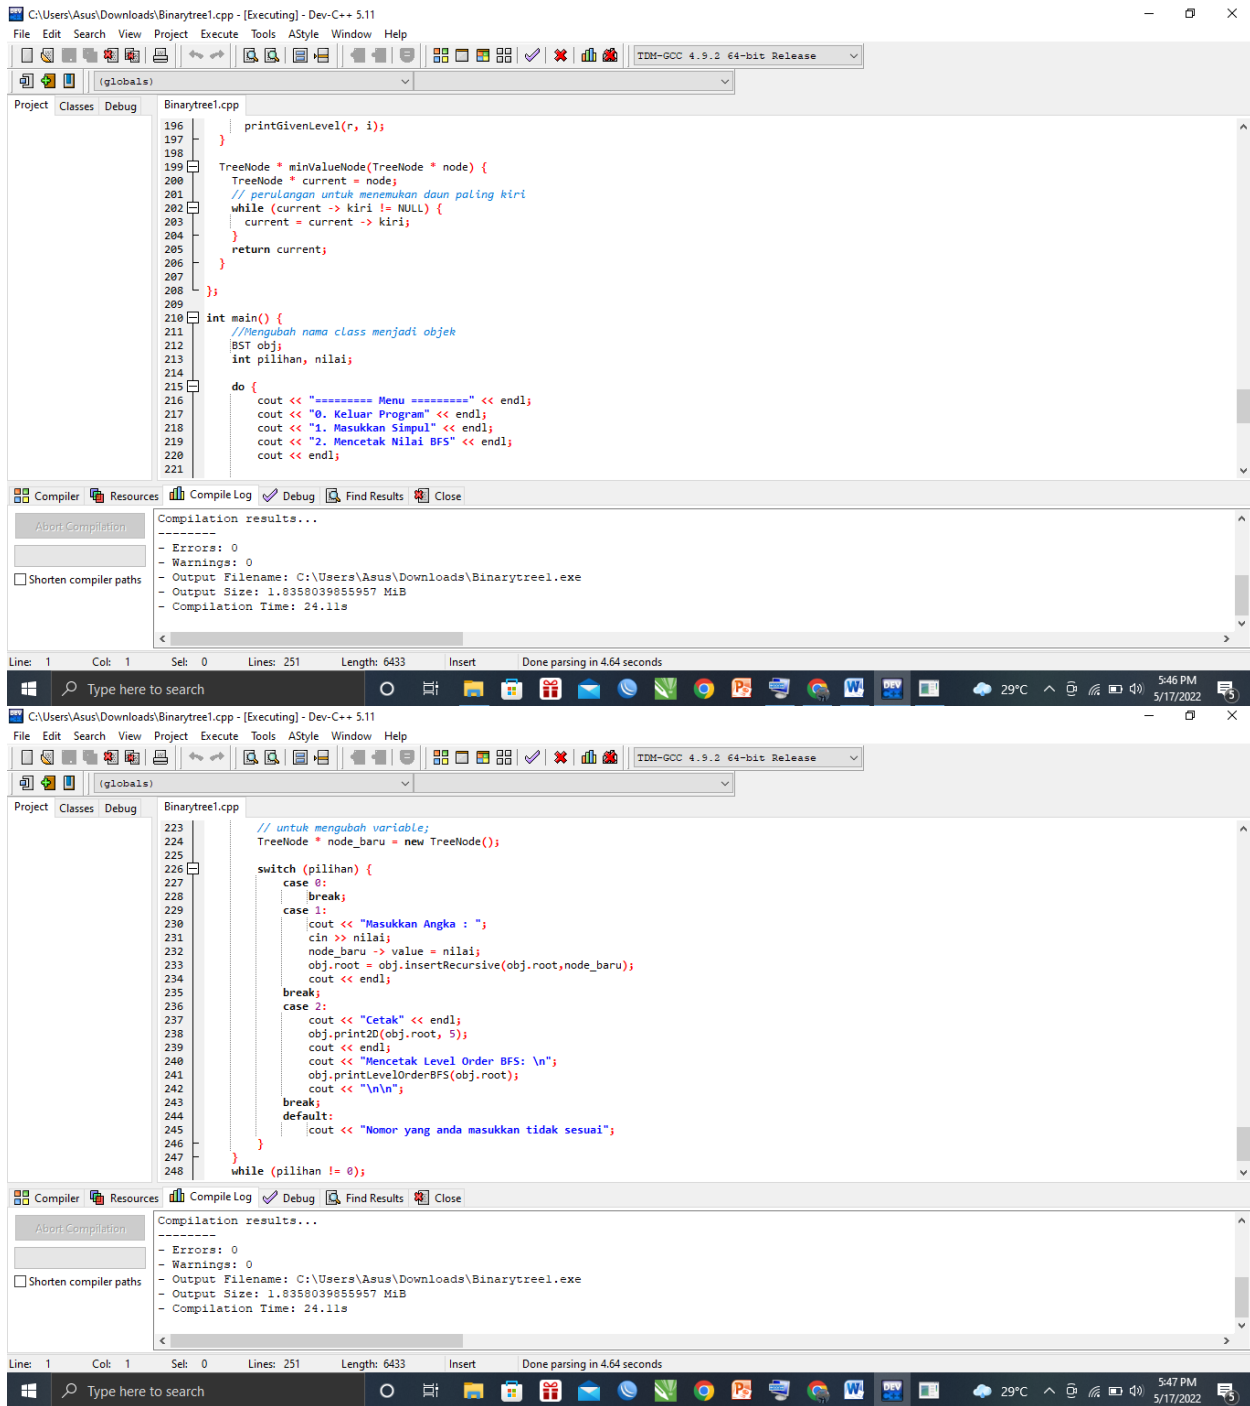 C:\Users\Asus\Downloads\Binarytree1.cpp - [Executing] - Dev-C++ 5.11
File Edit Search View Project Execute Tools AStyle Window Help
TDM-GCC 4.9.2 64-bit Release
(globals)
Project Classes Debug Binarytree1.cpp
196 printGivenLevel(r, i);
197 }
198
199 TreeNode * minValueNode(TreeNode * node) {
200 TreeNode * current = node;
201 // perulangan untuk menemukan daun paling kiri
202 while (current -> kiri != NULL) {
203 current = current -> kiri;
204 }
205 return current;
206 }
207
208 };
209
210 int main() {
211 //Mengubah nama class menjadi objek
212 BST obj;
213 int pilihan, nilai;
214
215 do {
216 cout << "========= Menu =========" << endl;
217 cout << "0. Keluar Program" << endl;
218 cout << "1. Masukkan Simpul" << endl;
219 cout << "2. Mencetak Nilai BFS" << endl;
220 cout << endl;
221
Compiler Resources Compile Log Debug Find Results Close
Abort Compilation
Shorten compiler paths
Compilation results...
--------
- Errors: 0
- Warnings: 0
- Output Filename: C:\Users\Asus\Downloads\Binarytree1.exe
- Output Size: 1.8358039855957 MiB
- Compilation Time: 24.11s
Line: 1 Col: 1 Sel: 0 Lines: 251 Length: 6433 Insert Done parsing in 4.64 seconds
Type here to search
DEV
29°C
5:46 PM
5/17/2022
5
C:\Users\Asus\Downloads\Binarytree1.cpp - [Executing] - Dev-C++ 5.11
File Edit Search View Project Execute Tools AStyle Window Help
TDM-GCC 4.9.2 64-bit Release
(globals)
Project Classes Debug Binarytree1.cpp
223 // untuk mengubah variable;
224 TreeNode * node_baru = new TreeNode();
225
226 switch (pilihan) {
227 case 0:
228 break;
229 case 1:
230 cout << "Masukkan Angka : ";
231 cin >> nilai;
232 node_baru -> value = nilai;
233 obj.root = obj.insertRecursive(obj.root,node_baru);
234 cout << endl;
235 break;
236 case 2:
237 cout << "Cetak" << endl;
238 obj.print2D(obj.root, 5);
239 cout << endl;
240 cout << "Mencetak Level Order BFS: \n";
241 obj.printLevelOrderBFS(obj.root);
242 cout << "\n\n";
243 break;
244 default:
245 cout << "Nomor yang anda masukkan tidak sesuai";
246 }
247 }
248 while (pilihan != 0);
Compiler Resources Compile Log Debug Find Results Close
Abort Compilation
Shorten compiler paths
Compilation results...
--------
- Errors: 0
- Warnings: 0
- Output Filename: C:\Users\Asus\Downloads\Binarytree1.exe
- Output Size: 1.8358039855957 MiB
- Compilation Time: 24.11s
Line: 1 Col: 1 Sel: 0 Lines: 251 Length: 6433 Insert Done parsing in 4.64 seconds
Type here to search
DEV
29°C
5:47 PM
5/17/2022
5